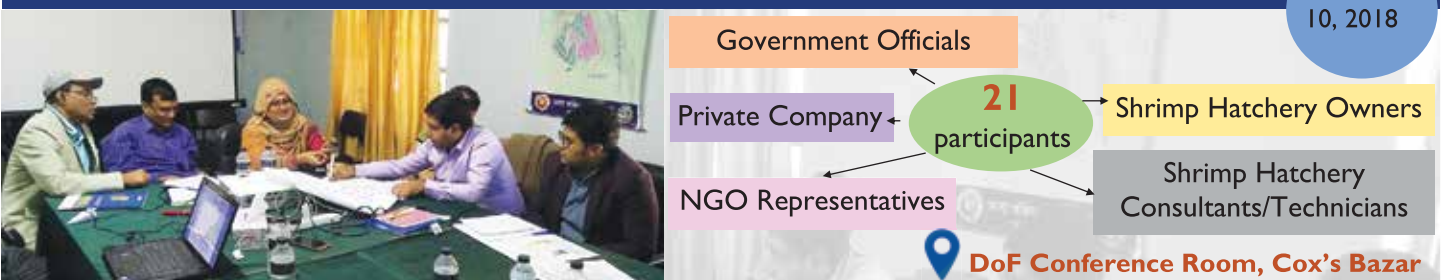 10, 2018
Government Officials
21
participants
Private Company
Shrimp Hatchery Owners
NGO Representatives
Shrimp Hatchery
Consultants/Technicians
DoF Conference Room, Cox's Bazar